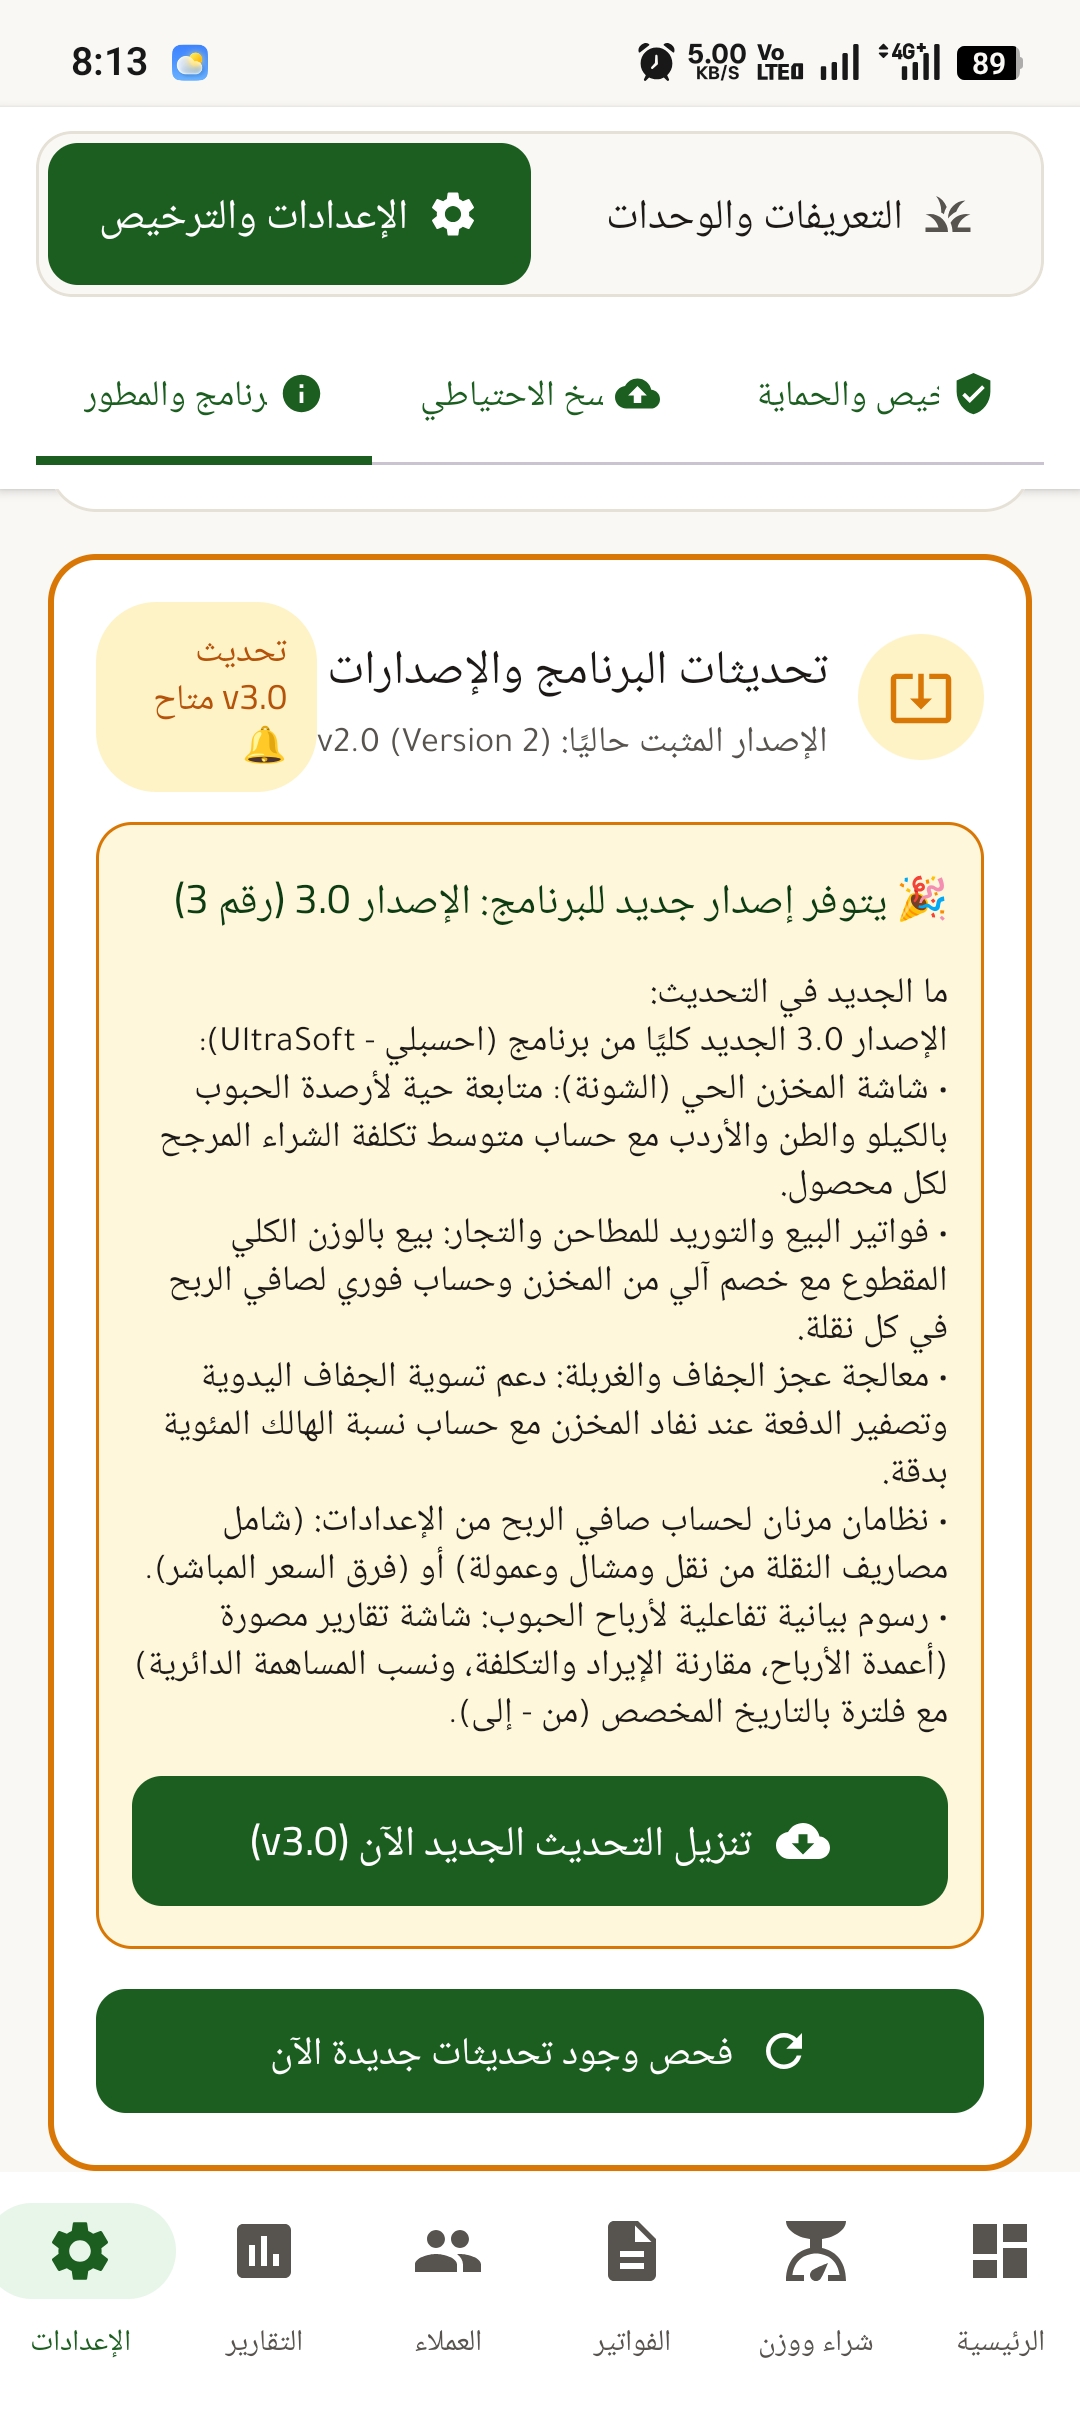 8:13
5.00 KB/S Vo LTE 4G+ 89
التعريفات والوحدات
الإعدادات والترخيص
خيص والحماية
سخ الاحتياطي
رنامج والمطور
تحديثات البرنامج والإصدارات
الإصدار المثبت حاليًا: v2.0 (Version 2)
تحديث
v3.0 متاح
🔔
🎉 يتوفر إصدار جديد للبرنامج: الإصدار 3.0 (رقم 3)
ما الجديد في التحديث:
الإصدار 3.0 الجديد كليًا من برنامج (احسبلي - UltraSoft):
• شاشة المخزن الحي (الشونة): متابعة حية لأرصدة الحبوب
بالكيلو والطن والأردب مع حساب متوسط تكلفة الشراء المرجح
لكل محصول.
• فواتير البيع والتوريد للمطاحن والتجار: بيع بالوزن الكلي
المقطوع مع خصم آلي من المخزن وحساب فوري لصافي الربح
في كل نقلة.
• معالجة عجز الجفاف والغربلة: دعم تسوية الجفاف اليدوية
وتصفير الدفعة عند نفاد المخزن مع حساب نسبة الهالك المئوية
بدقة.
• نظامان مرنان لحساب صافي الربح من الإعدادات: (شامل
مصاريف النقلة من نقل ومشال وعمولة) أو (فرق السعر المباشر).
• رسوم بيانية تفاعلية لأرباح الحبوب: شاشة تقارير مصورة
(أعمدة الأرباح، مقارنة الإيراد والتكلفة، ونسب المساهمة الدائرية)
مع فلترة بالتاريخ المخصص (من - إلى).
تنزيل التحديث الجديد الآن (v3.0)
فحص وجود تحديثات جديدة الآن
الرئيسية
شراء ووزن
الفواتير
العملاء
التقارير
الإعدادات